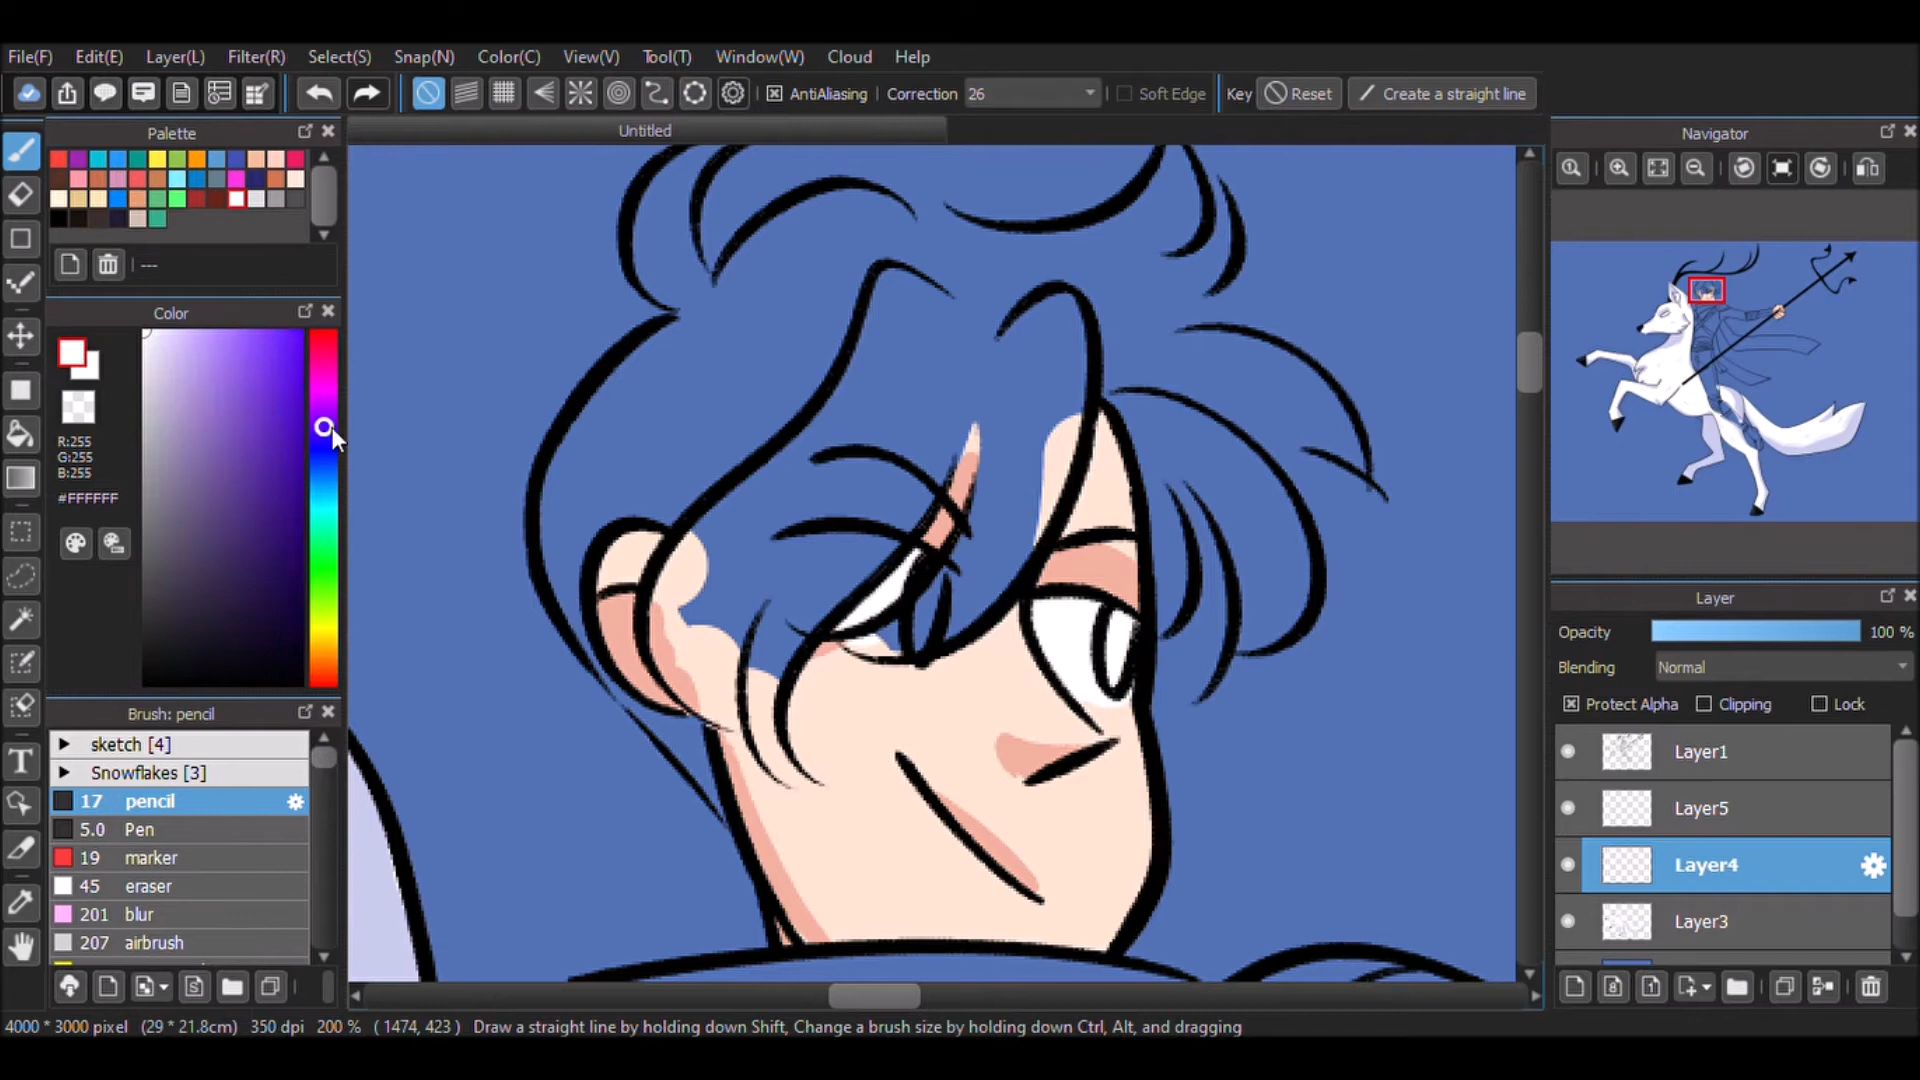 File(F) Edit(E) Layer(L) Filter(R) Select(S) Snap(N) Color(C) View(V) Tool(T) Window(W) Cloud Help
AntiAliasing Correction 26 Soft Edge Key Reset Create a straight line
Palette
Untitled
Navigator
---
Color
R:255
G:255
B:255
#FFFFFF
Layer
Opacity 100 %
Blending Normal
Protect Alpha Clipping Lock
Brush: pencil
sketch [4]
Snowflakes [3]
17 pencil
5.0 Pen
19 marker
45 eraser
201 blur
207 airbrush
Layer1
Layer5
Layer4
Layer3
4000 * 3000 pixel (29 * 21.8cm) 350 dpi 200 % ( 1474, 423 ) Draw a straight line by holding down Shift, Change a brush size by holding down Ctrl, Alt, and dragging